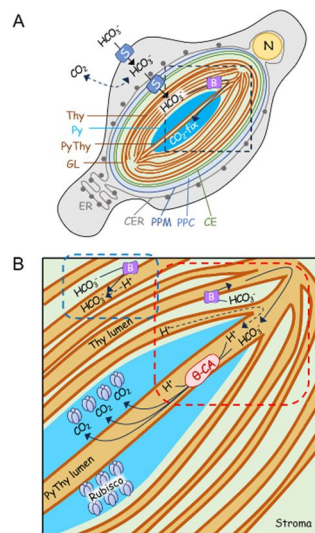 A
HCO₃⁻
S
N
HCO₃⁻
CO₂
S
HCO₃⁻
B
Thy
Py
CO₂-fix
PyThy
GL
ER
CER PPM PPC CE
B
B
HCO₃⁻
HCO₃⁻ H⁺
B
HCO₃⁻
Thy lumen
H⁻
H⁺
HCO₃⁻
θ-CA
H⁺
CO₂
CO₂
CO₂
CO₂
PyThy lumen
Rubisco
Stroma